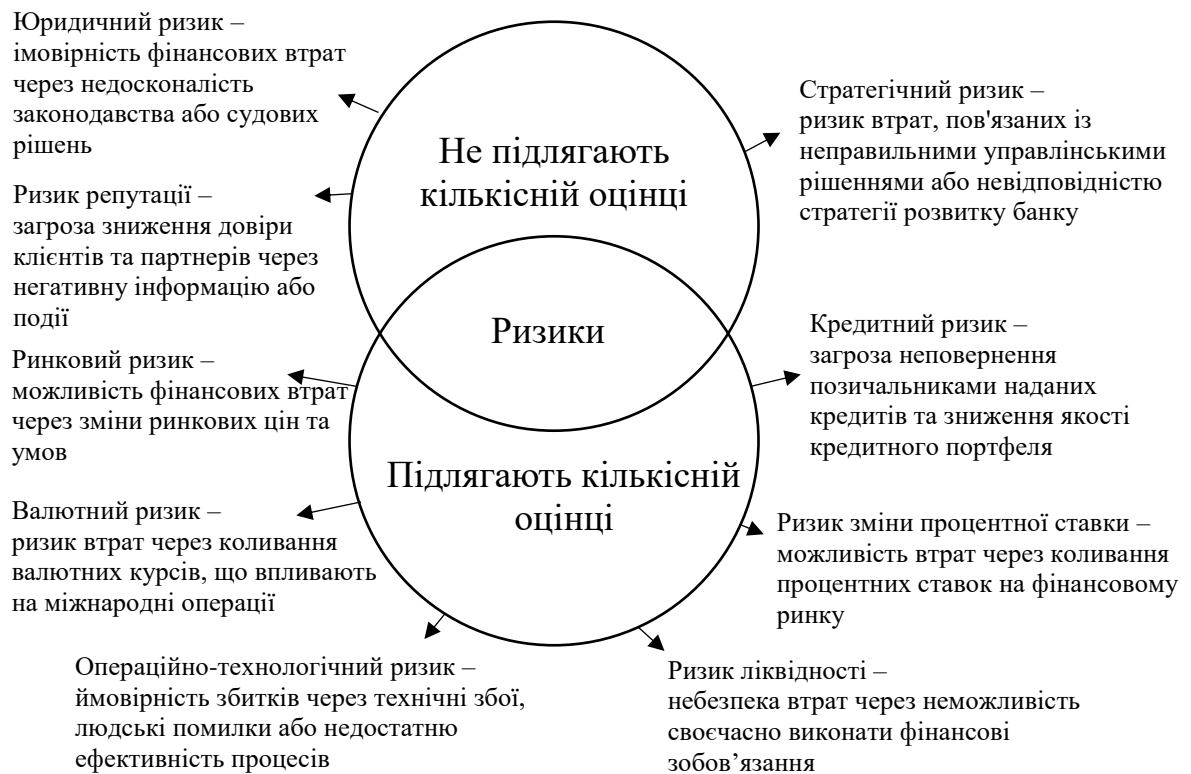 Юридичний ризик –
імовірність фінансових втрат
через недосконалість
законодавства або судових
рішень
Ризик репутації –
загроза зниження довіри
клієнтів та партнерів через
негативну інформацію або
події
Ринковий ризик –
можливість фінансових втрат
через зміни ринкових цін та
умов
Валютний ризик –
ризик втрат через коливання
валютних курсів, що впливають
на міжнародні операції
Операційно-технологічний ризик –
ймовірність збитків через технічні збої,
людські помилки або недостатню
ефективність процесів
Не підлягають
кількісній оцінці
Ризики
Підлягають кількісній
оцінці
Стратегічний ризик –
ризик втрат, пов'язаних із
неправильними управлінськими
рішеннями або невідповідністю
стратегії розвитку банку
Кредитний ризик –
загроза неповернення
позичальниками наданих
кредитів та зниження якості
кредитного портфеля
Ризик зміни процентної ставки –
можливість втрат через коливання
процентних ставок на фінансовому
ринку
Ризик ліквідності –
небезпека втрат через неможливість
своєчасно виконати фінансові
зобов’язання